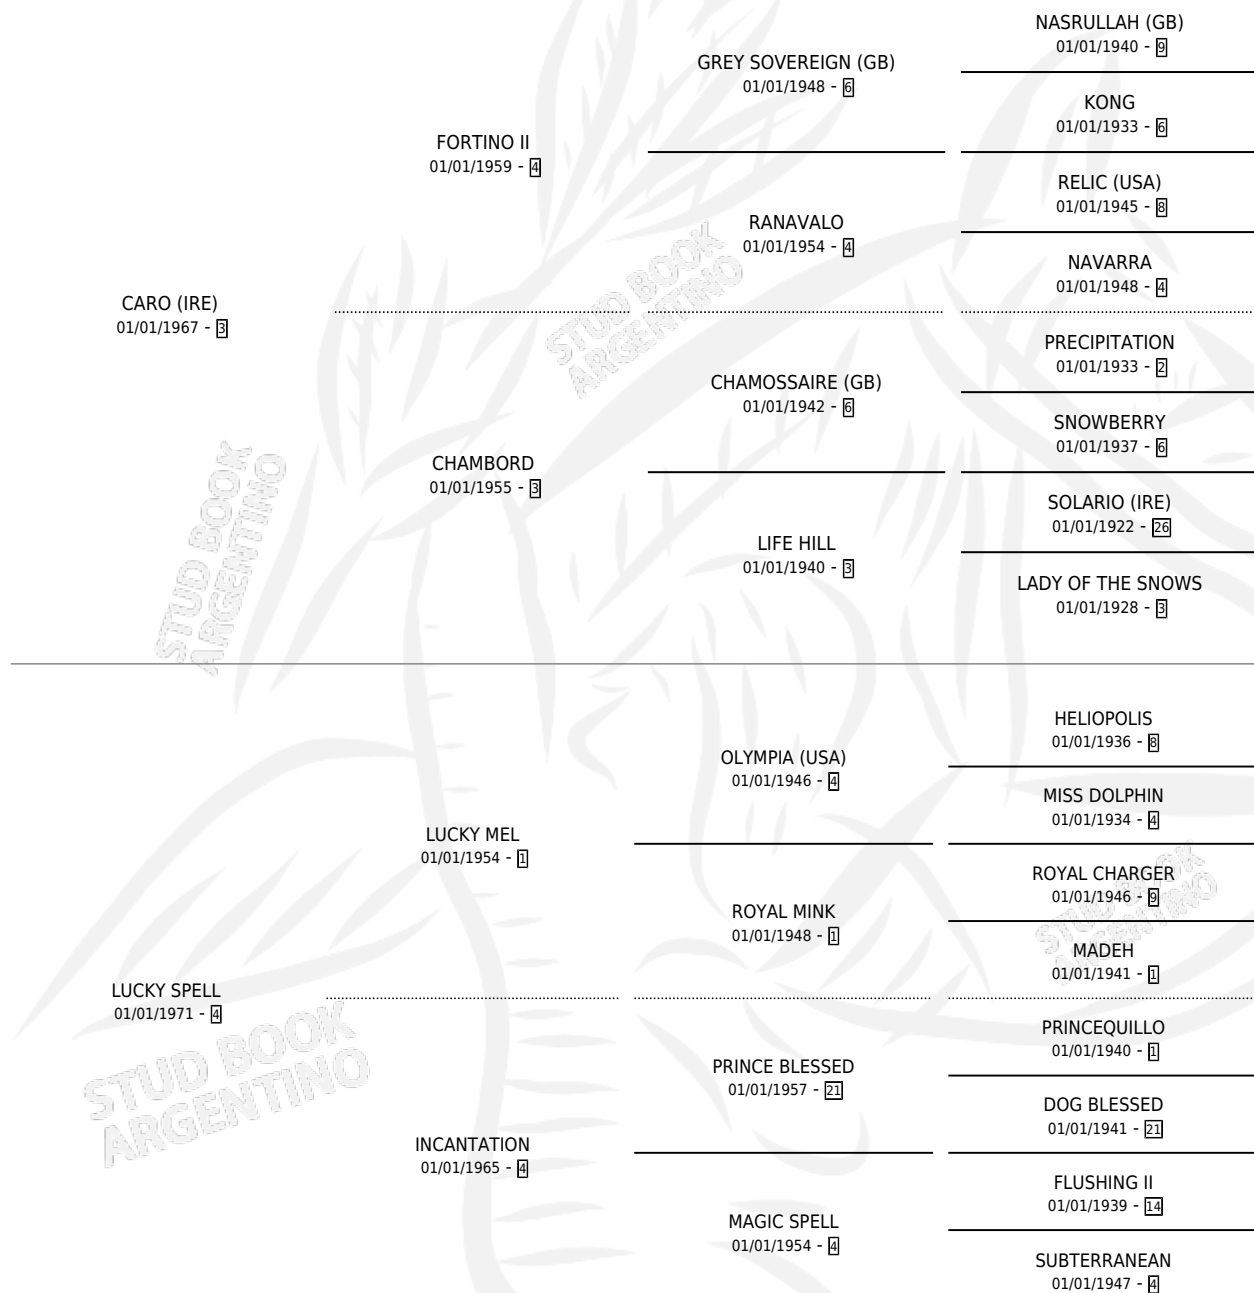 NASRULLAH (GB)
01/01/1940 - 9
GREY SOVEREIGN (GB)
01/01/1948 - 6
KONG
01/01/1933 - 6
FORTINO II
01/01/1959 - 4
RELIC (USA)
01/01/1945 - 8
RANAVALO
01/01/1954 - 4
NAVARRA
01/01/1948 - 4
CARO (IRE)
01/01/1967 - 3
PRECIPITATION
01/01/1933 - 2
CHAMOSSAIRE (GB)
01/01/1942 - 6
SNOWBERRY
01/01/1937 - 6
CHAMBORD
01/01/1955 - 3
SOLARIO (IRE)
01/01/1922 - 26
LIFE HILL
01/01/1940 - 3
LADY OF THE SNOWS
01/01/1928 - 3
HELIOPOLIS
01/01/1936 - 8
OLYMPIA (USA)
01/01/1946 - 4
MISS DOLPHIN
01/01/1934 - 4
LUCKY MEL
01/01/1954 - 1
ROYAL CHARGER
01/01/1946 - 9
ROYAL MINK
01/01/1948 - 1
MADEH
01/01/1941 - 1
LUCKY SPELL
01/01/1971 - 4
PRINCEQUILLO
01/01/1940 - 1
PRINCE BLESSED
01/01/1957 - 21
DOG BLESSED
01/01/1941 - 21
INCANTATION
01/01/1965 - 4
FLUSHING II
01/01/1939 - 14
MAGIC SPELL
01/01/1954 - 4
SUBTERRANEAN
01/01/1947 - 4
STUD BOOK
ARGENTINO
STUD BOOK
ARGENTINO
STUD BOOK
ARGENTINO
STUD BOOK
ARGENTINO